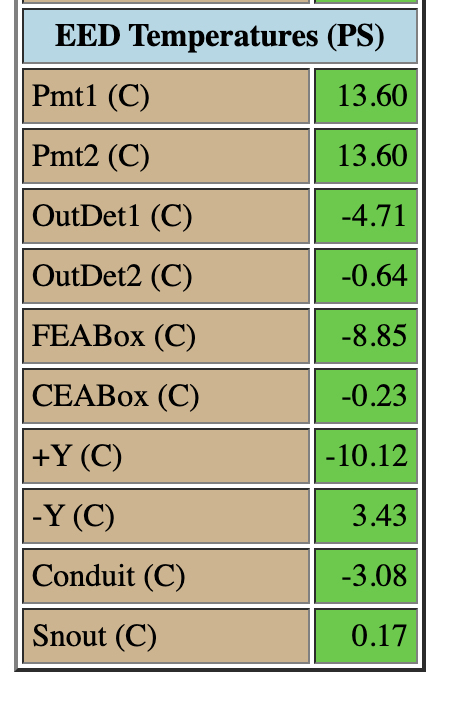 EED Temperatures (PS)
Pmt1 (C) 13.60
Pmt2 (C) 13.60
OutDet1 (C) -4.71
OutDet2 (C) -0.64
FEABox (C) -8.85
CEABox (C) -0.23
+Y (C) -10.12
-Y (C) 3.43
Conduit (C) -3.08
Snout (C) 0.17